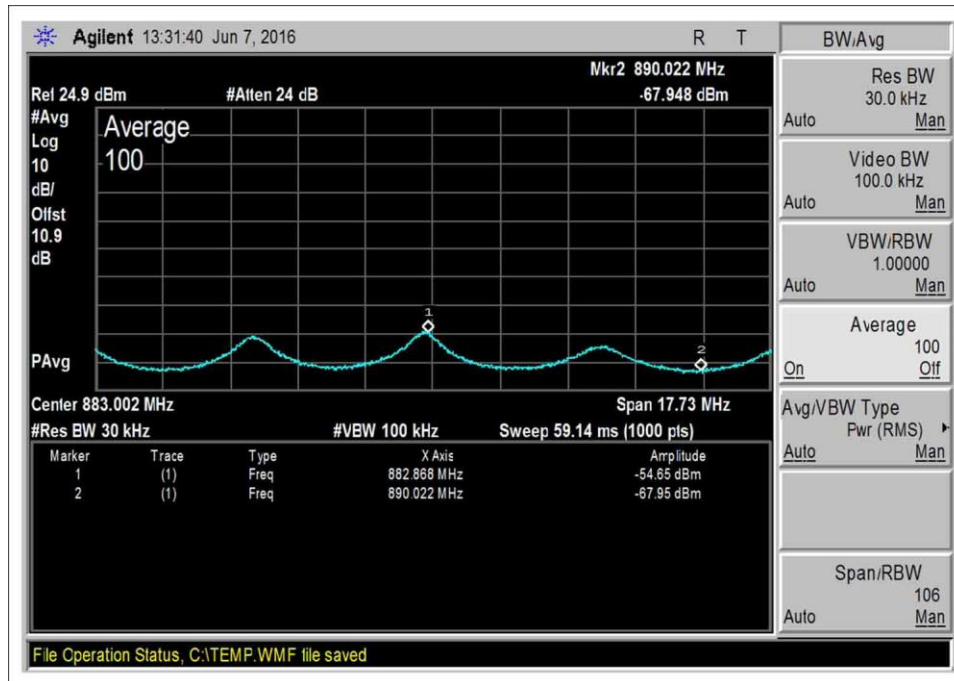 Agilent 13:31:40 Jun 7, 2016 R T
Mkr2 890.022 MHz
Ref 24.9 dBm #Atten 24 dB -67.948 dBm
#Avg
Log
10
dB/
Offst
10.9
dB
PAvg
Average
100
1
2
Center 883.002 MHz Span 17.73 MHz
#Res BW 30 kHz #VBW 100 kHz Sweep 59.14 ms (1000 pts)
Marker Trace Type X Axis Amplitude
1 (1) Freq 882.868 MHz -54.65 dBm
2 (1) Freq 890.022 MHz -67.95 dBm
File Operation Status, C:\TEMP.WMF file saved
BW/Avg
Res BW
30.0 kHz
Auto Man
Video BW
100.0 kHz
Auto Man
VBW/RBW
1.00000
Auto Man
Average
100
On Off
Avg/VBW Type
Pwr (RMS)
Auto Man
Span/RBW
106
Auto Man